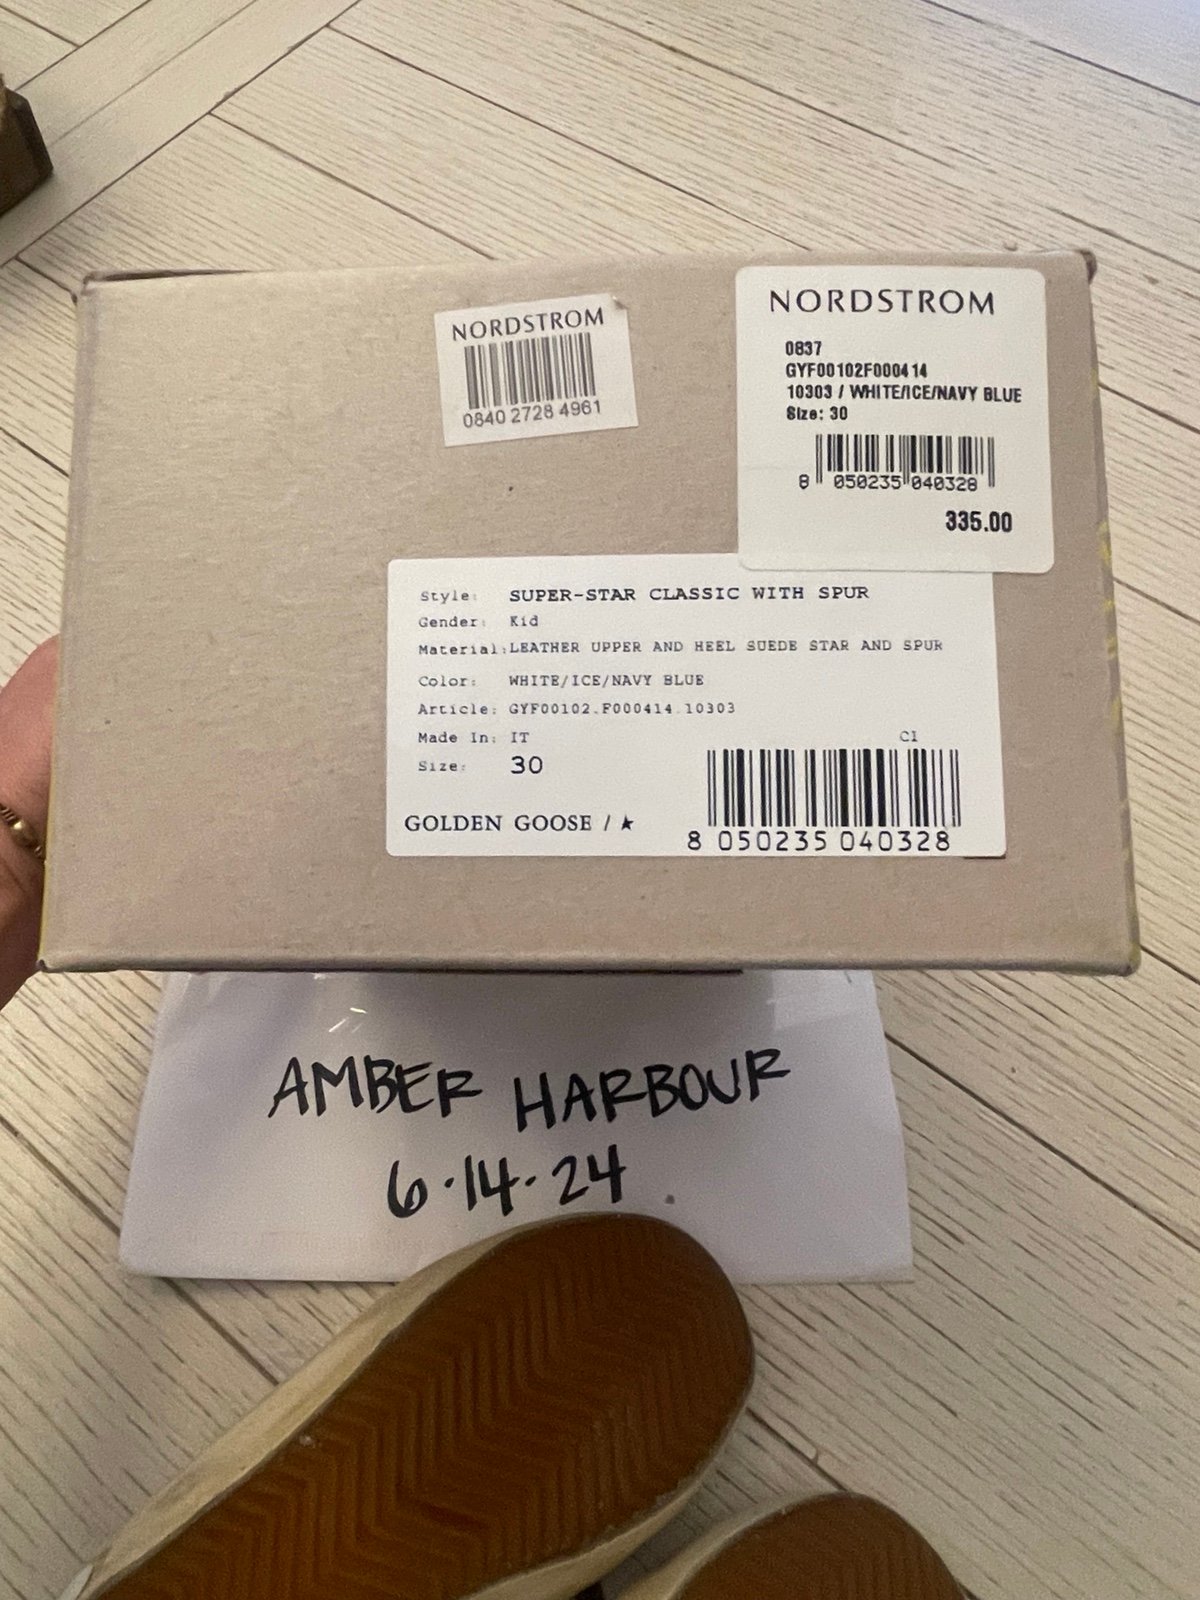 NORDSTROM
0840 2728 4961
NORDSTROM
0837
GYF00102F000414
10303 / WHITE/ICE/NAVY BLUE
Size: 30
8 050235 040328
335.00
Style: SUPER-STAR CLASSIC WITH SPUR
Gender: Kid
Material:LEATHER UPPER AND HEEL SUEDE STAR AND SPUR
Color: WHITE/ICE/NAVY BLUE
Article: GYF00102.F000414.10303
Made In: IT
C1
Size: 30
GOLDEN GOOSE / ★
8 050235 040328
AMBER HARBOUR
6.14.24